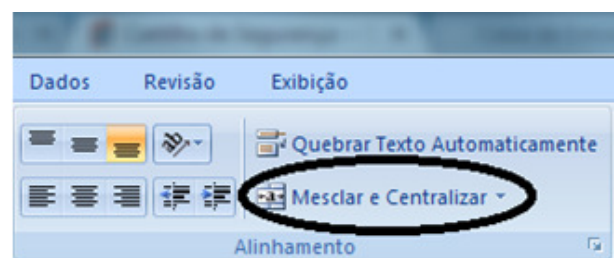 Dados Revisão Exibição
Quebrar Texto Automaticamente
Mesclar e Centralizar
Alinhamento